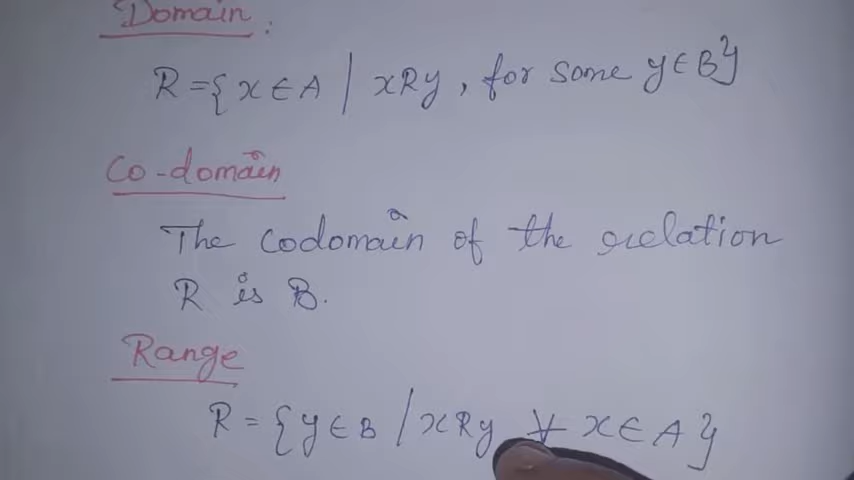 Domain :
R = { x ∈ A | xRy, for some y ∈ B }
Co-domain
The codomain of the relation
R is B.
Range
R = { y ∈ B / xRy ∀ x ∈ A }